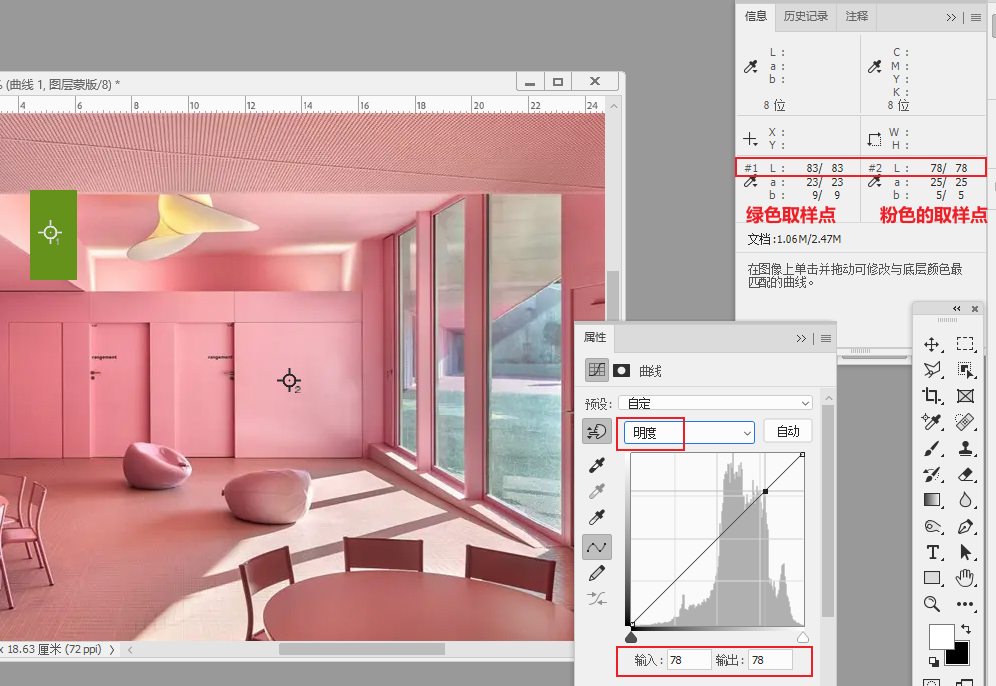 信息 历史记录 注释
L : C :
a : M :
b : Y :
K :
8 位 8 位
X : W :
Y : H :
#1 L : 83/ 83 #2 L : 78/ 78
a : 23/ 23 a : 25/ 25
b : 9/ 9 b : 5/ 5
绿色取样点 粉色的取样点
文档:1.06M/2.47M
在图像上单击并拖动可修改与底层颜色最
匹配的曲线。
% (曲线 1, 图层蒙版/8) *
4 6 8 10 12 14 16 18 20 22 24
1
rangement rangement
2
x 18.63 厘米 (72 ppi)
属性
曲线
预设: 自定
明度 自动
输入: 78 输出: 78